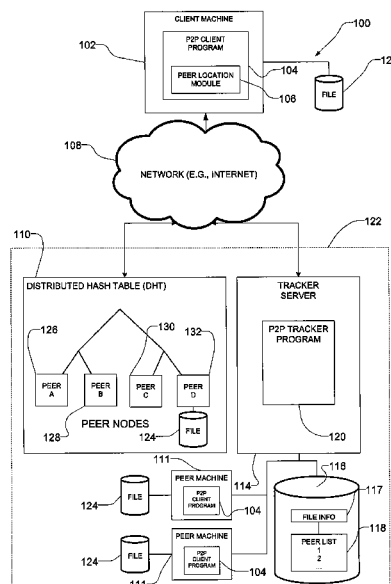 CLIENT MACHINE
100
P2P CLIENT
PROGRAM
102
104
PEER LOCATION
MODULE
106
FILE
108
NETWORK (E.G., INTERNET)
110
122
DISTRIBUTED HASH TABLE (DHT)
TRACKER
SERVER
126
130
132
P2P TRACKER
PROGRAM
PEER
A
PEER
B
PEER
C
PEER
D
128
124
FILE
PEER NODES
120
111
114
116
124
FILE
PEER MACHINE
P2P
CLIENT
PROGRAM
104
117
FILE INFO
118
PEER LIST
1
2
...
124
FILE
PEER MACHINE
P2P
CLIENT
PROGRAM
104
111